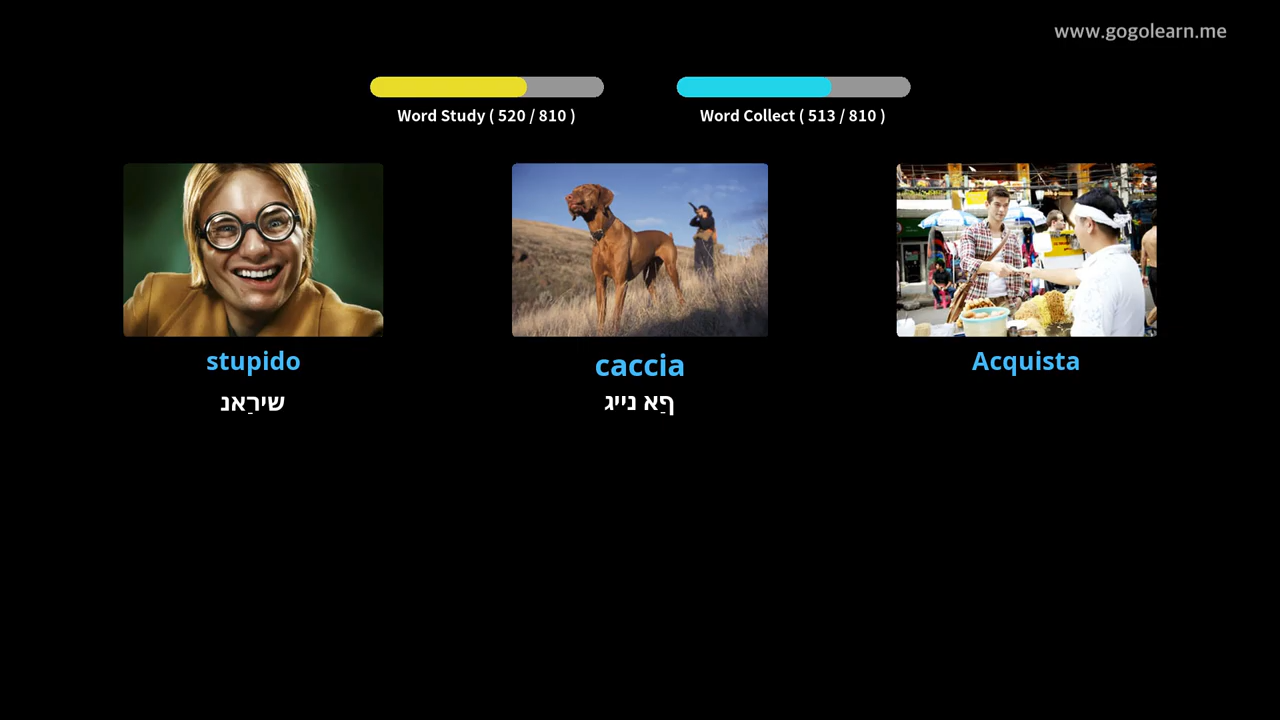 www.gogolearn.me
Word Study ( 520 / 810 )
Word Collect ( 513 / 810 )
stupido
שירַאנ
caccia
ףַא נייג
Acquista